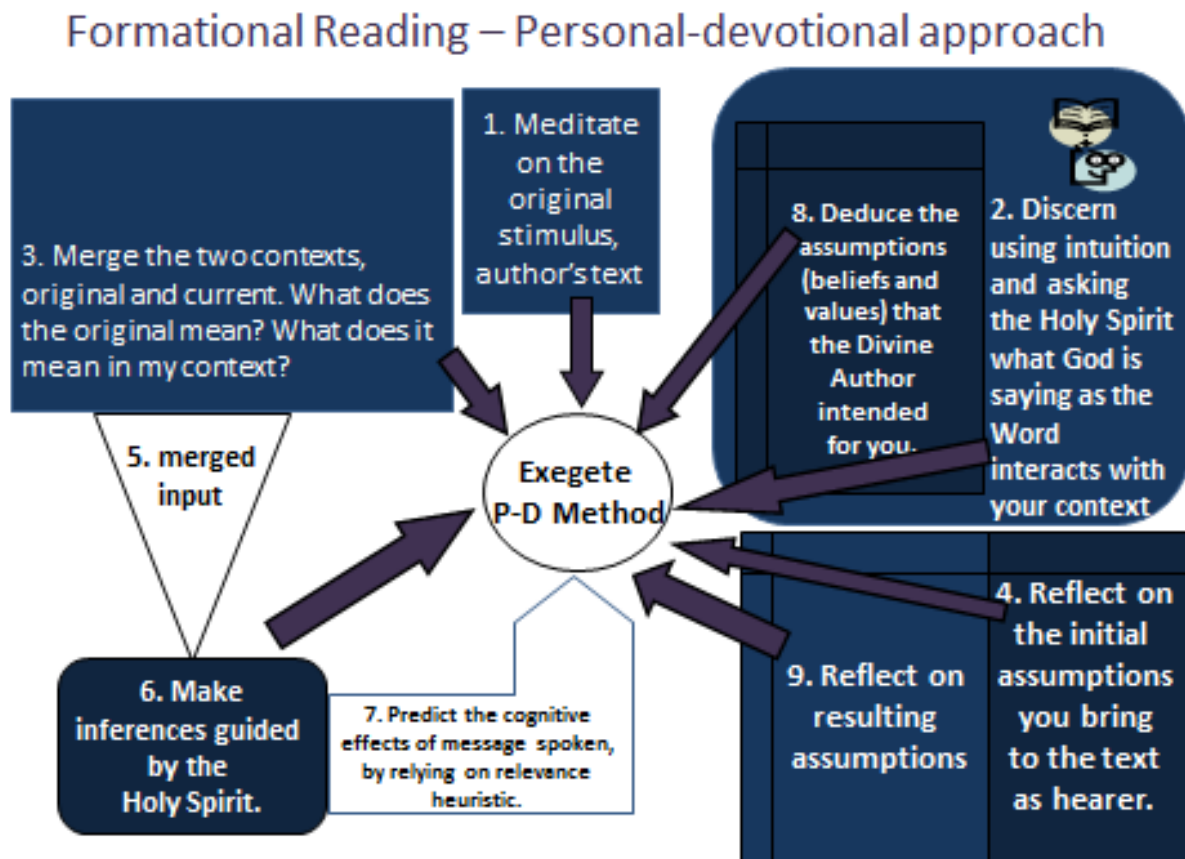 Formational Reading – Personal-devotional approach
1. Meditate
on the
original
stimulus,
author's text
2. Discern
using intuition
and asking
the Holy Spirit
what God is
saying as the
Word
interacts with
your context
3. Merge the two contexts,
original and current. What does
the original mean? What does it
mean in my context?
4. Reflect on
the initial
assumptions
you bring
to the text
as hearer.
5. merged
input
6. Make
inferences guided
by the
Holy Spirit.
7. Predict the cognitive
effects of message spoken,
by relying on relevance
heuristic.
8. Deduce the
assumptions
(beliefs and
values) that
the Divine
Author
intended
for you.
9. Reflect on
resulting
assumptions
Exegete
P-D Method